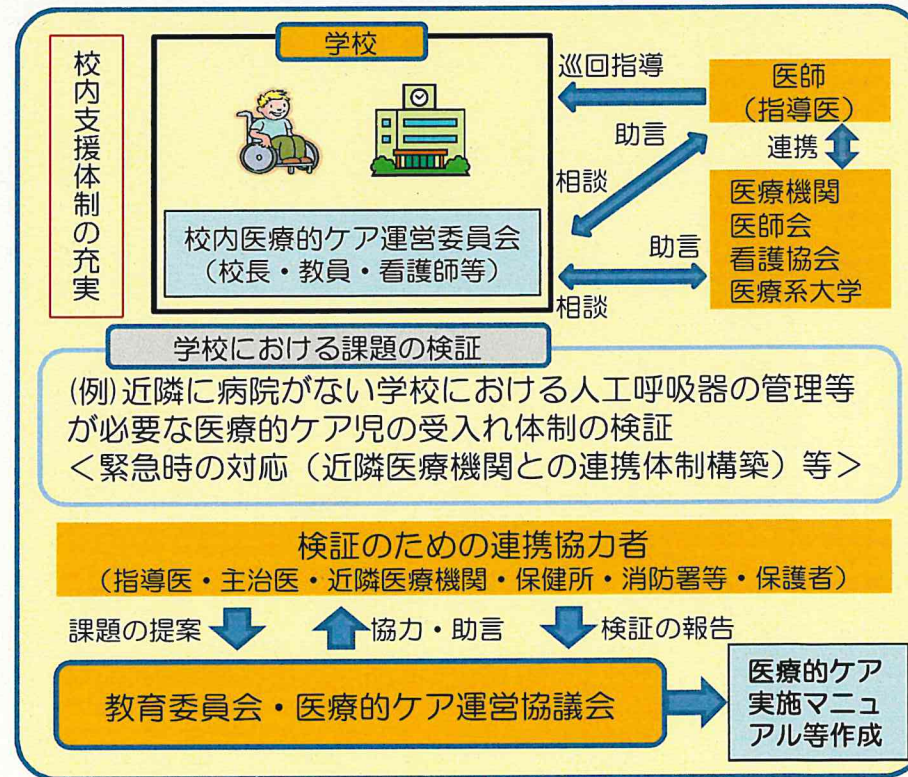 校内支援体制の充実
学校
校内医療的ケア運営委員会
(校長・教員・看護師等)
巡回指導
助言
相談
助言
相談
医師
(指導医)
連携
医療機関
医師会
看護協会
医療系大学
学校における課題の検証
(例)近隣に病院がない学校における人工呼吸器の管理等
が必要な医療的ケア児の受入れ体制の検証
<緊急時の対応(近隣医療機関との連携体制構築)等>
検証のための連携協力者
(指導医・主治医・近隣医療機関・保健所・消防署等・保護者)
課題の提案
協力・助言
検証の報告
教育委員会・医療的ケア運営協議会
医療的ケア
実施マニュ
アル等作成